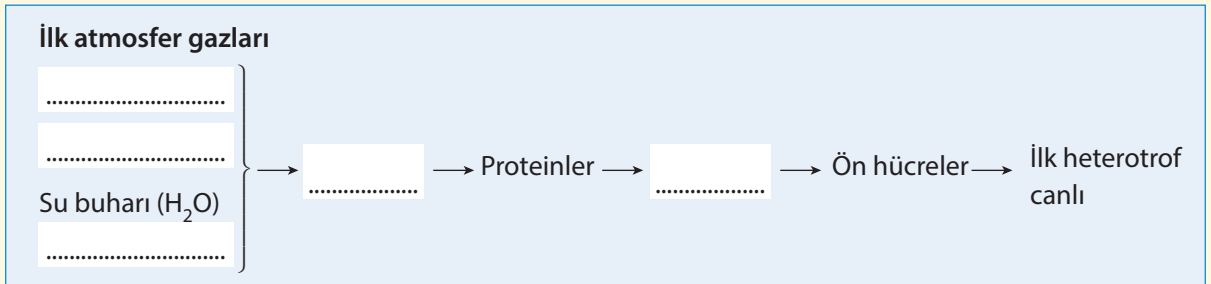 İlk atmosfer gazları
...............................
...............................
Su buharı (H₂O)
...............................
...................
Proteinler
...................
Ön hücreler
İlk heterotrof
canlı